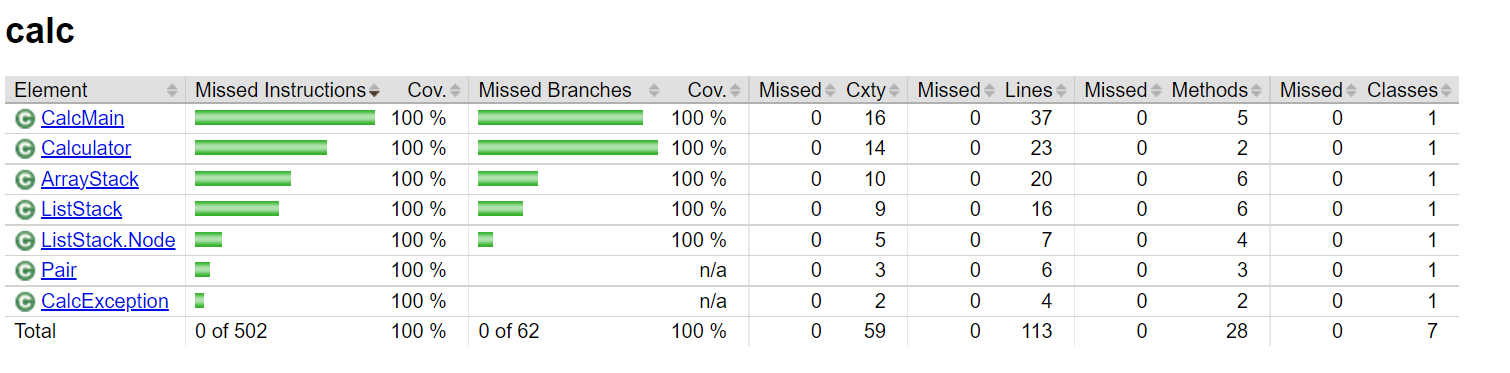 calc
Element Missed Instructions Cov. Missed Branches Cov. Missed Cxty Missed Lines Missed Methods Missed Classes
C CalcMain 100 % 100 % 0 16 0 37 0 5 0 1
C Calculator 100 % 100 % 0 14 0 23 0 2 0 1
C ArrayStack 100 % 100 % 0 10 0 20 0 6 0 1
C ListStack 100 % 100 % 0 9 0 16 0 6 0 1
C ListStack.Node 100 % 100 % 0 5 0 7 0 4 0 1
C Pair 100 % n/a 0 3 0 6 0 3 0 1
C CalcException 100 % n/a 0 2 0 4 0 2 0 1
Total 0 of 502 100 % 0 of 62 100 % 0 59 0 113 0 28 0 7